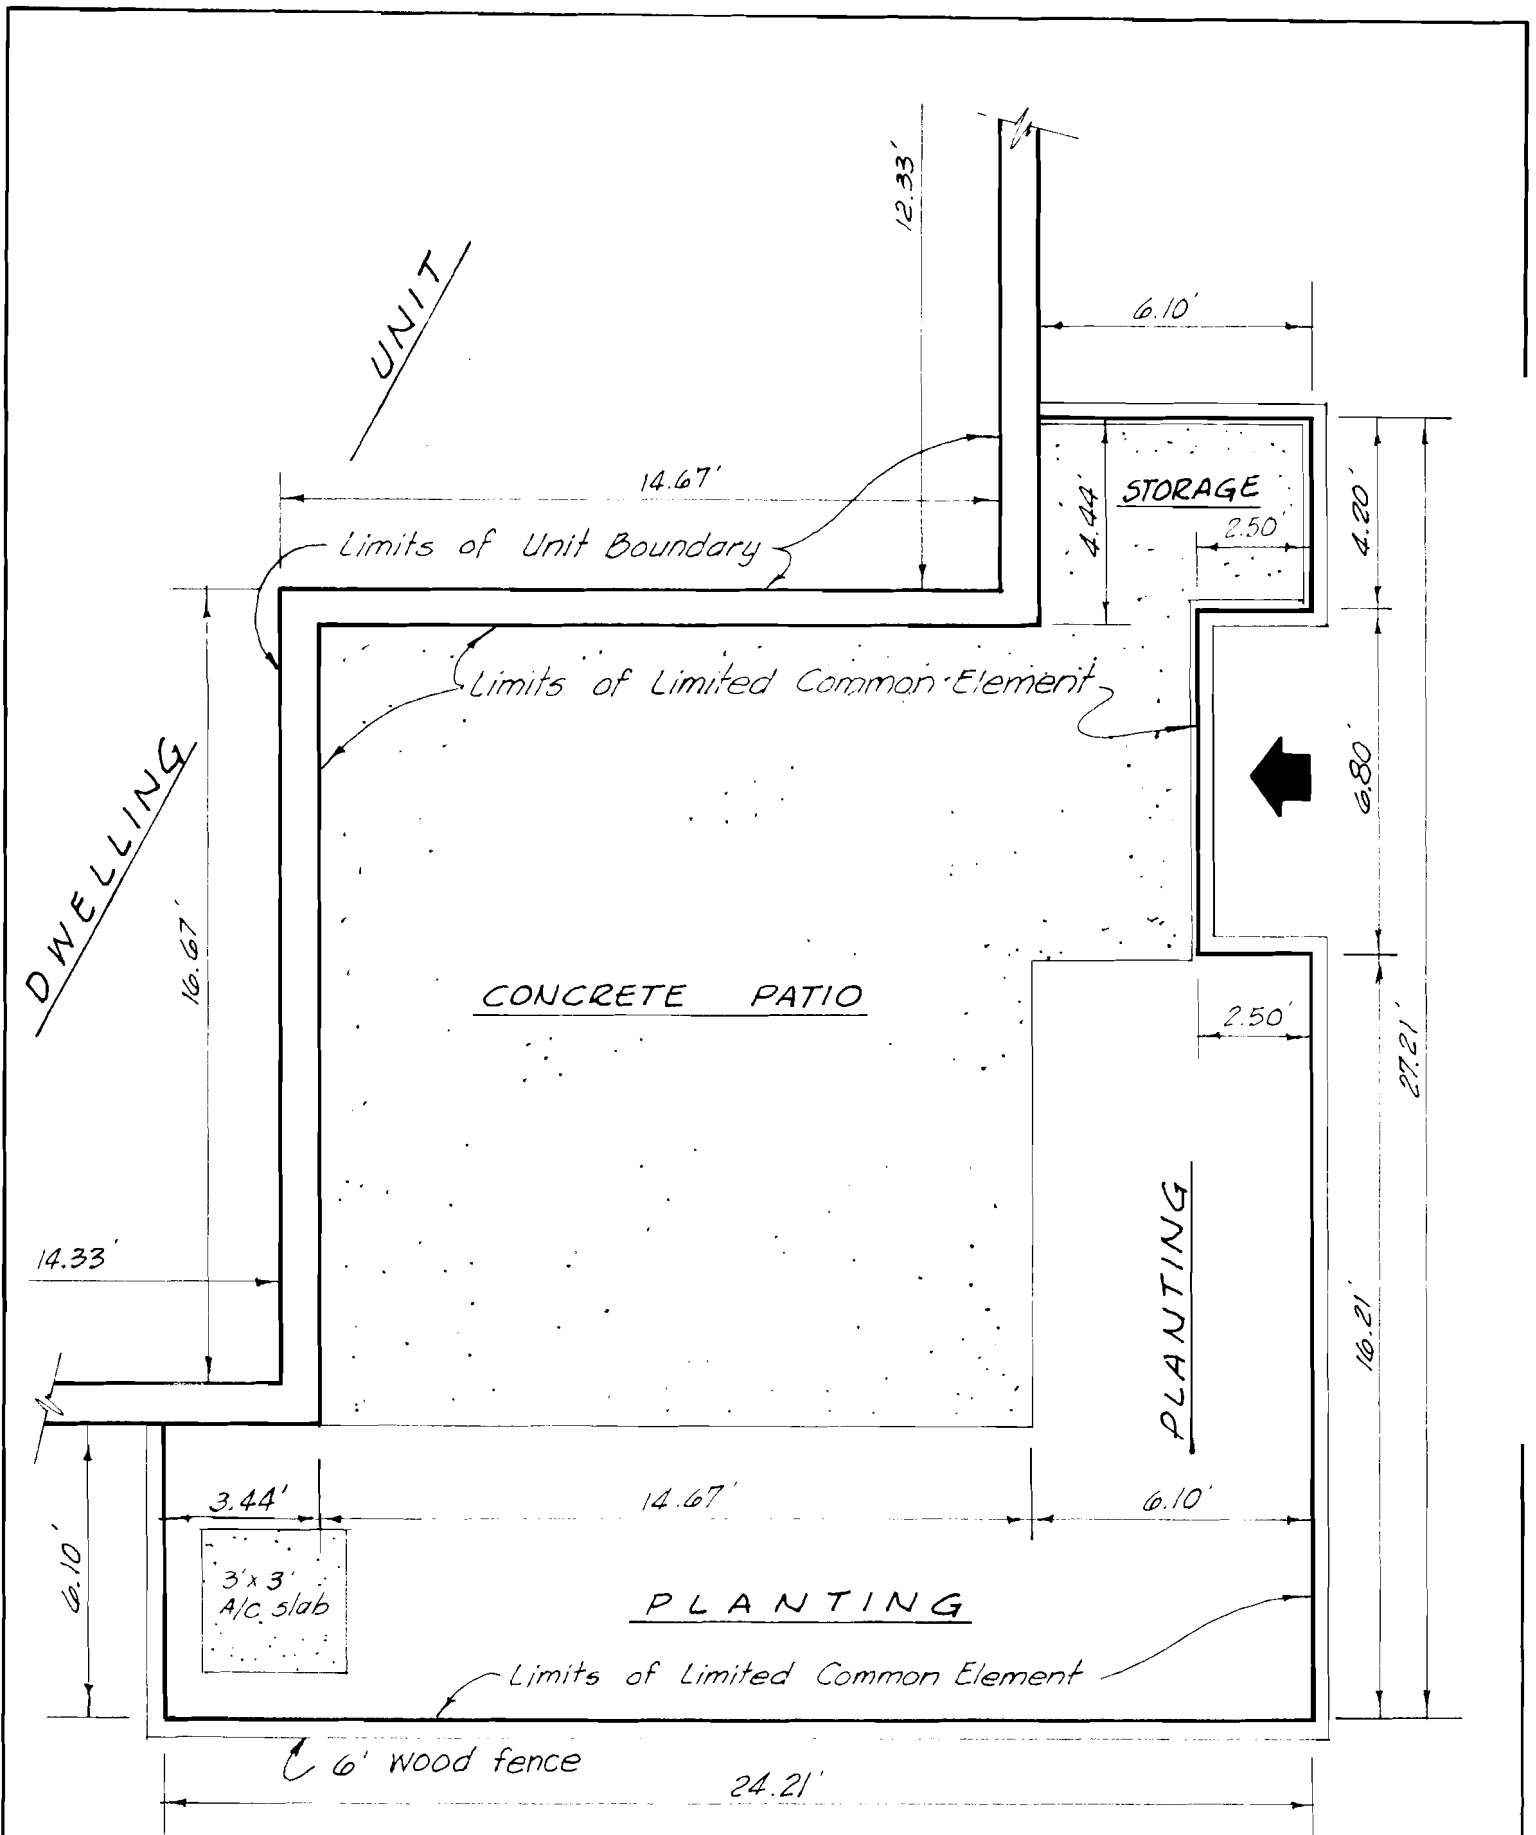 12.33'
UNIT
6.10'
14.67'
STORAGE
4.44'
2.50'
4.20'
Limits of Unit Boundary
Limits of Limited Common Element
DWELLING
6.80'
16.67'
CONCRETE PATIO
2.50'
27.21'
PLANTING
14.33'
16.21'
3.44'
14.67'
6.10'
6.10'
3'x3'
A/C slab
PLANTING
Limits of Limited Common Element
6' wood fence
24.21'